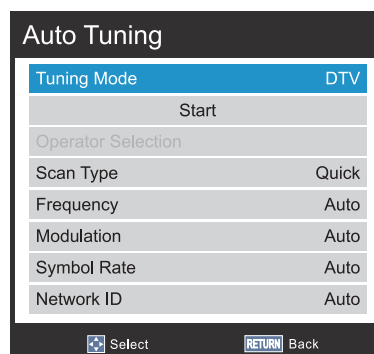 Auto Tuning
Tuning Mode DTV
Start
Operator Selection
Scan Type Quick
Frequency Auto
Modulation Auto
Symbol Rate Auto
Network ID Auto
Select RETURN Back